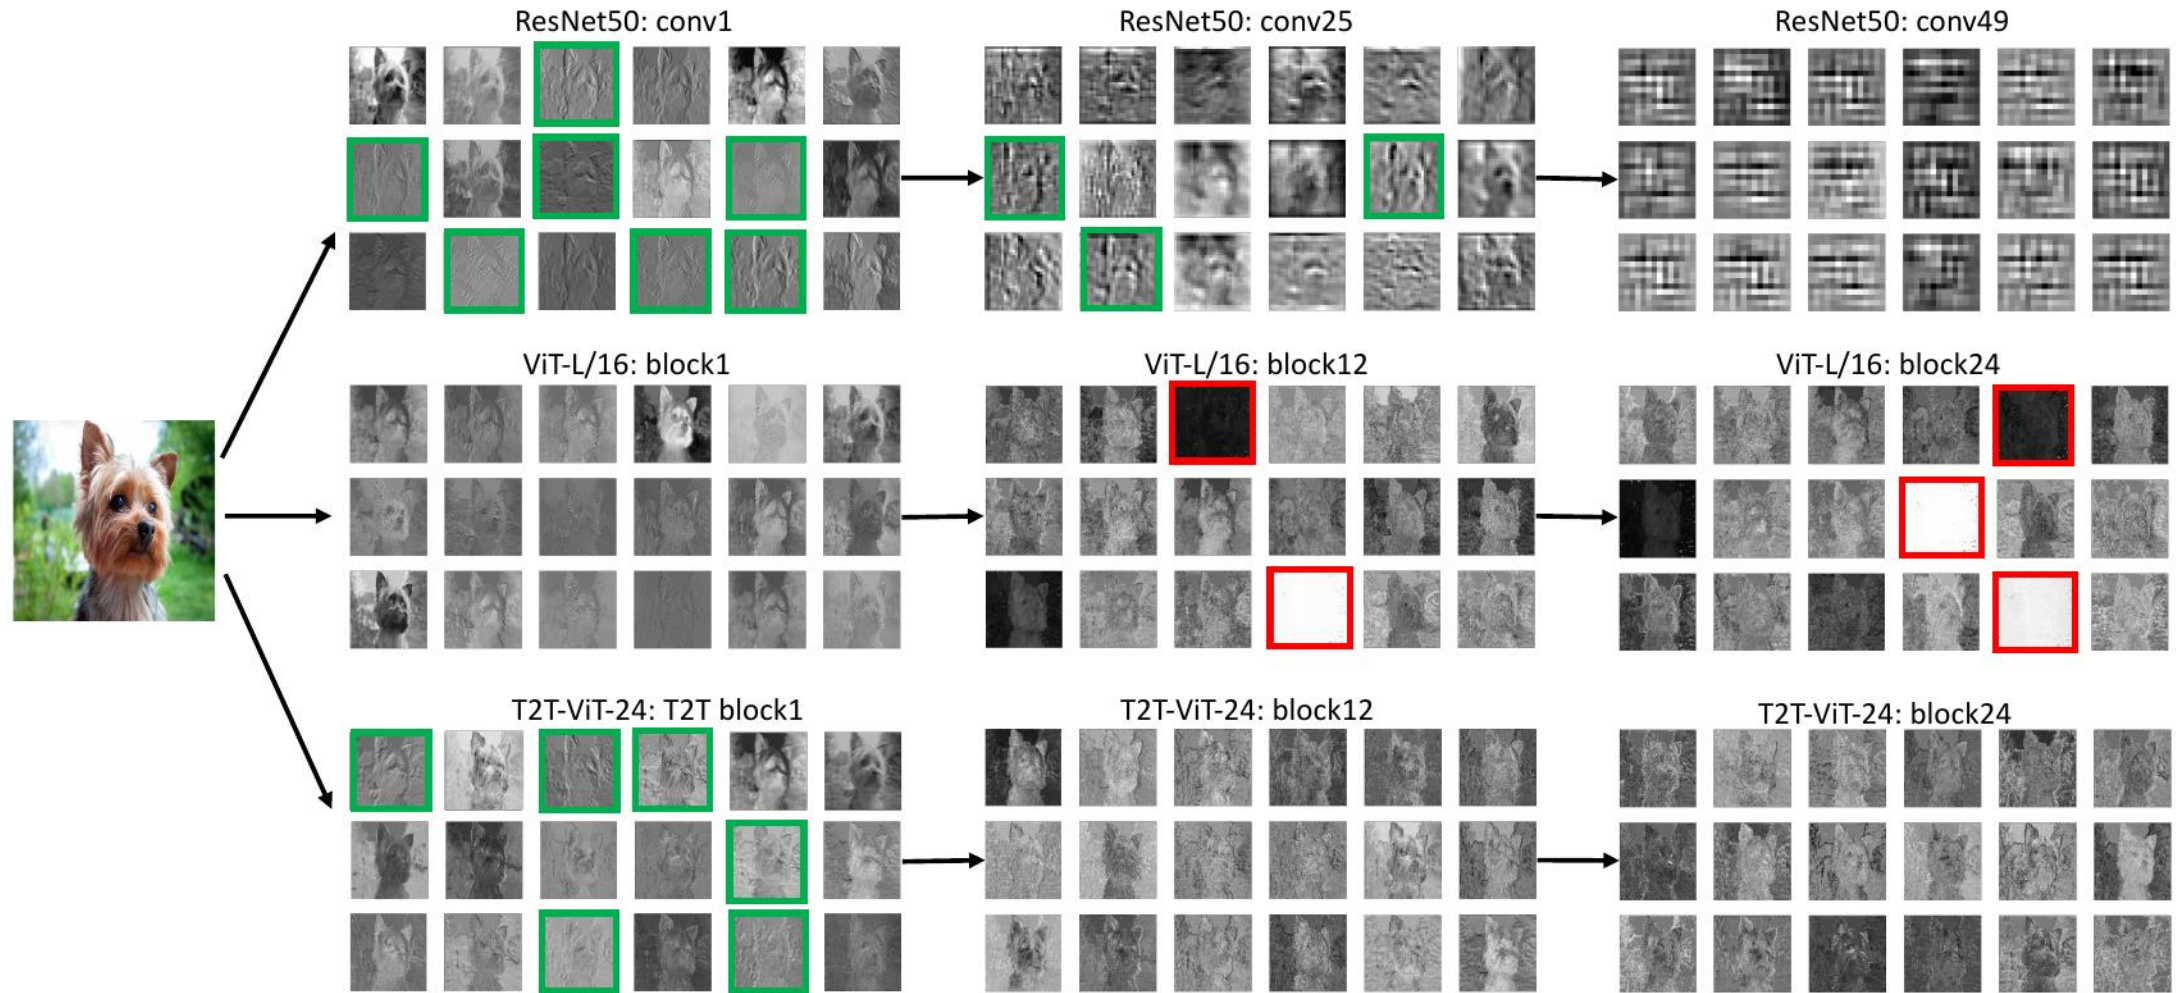 ResNet50: conv1
ResNet50: conv25
ResNet50: conv49
ViT-L/16: block1
ViT-L/16: block12
ViT-L/16: block24
T2T-ViT-24: T2T block1
T2T-ViT-24: block12
T2T-ViT-24: block24